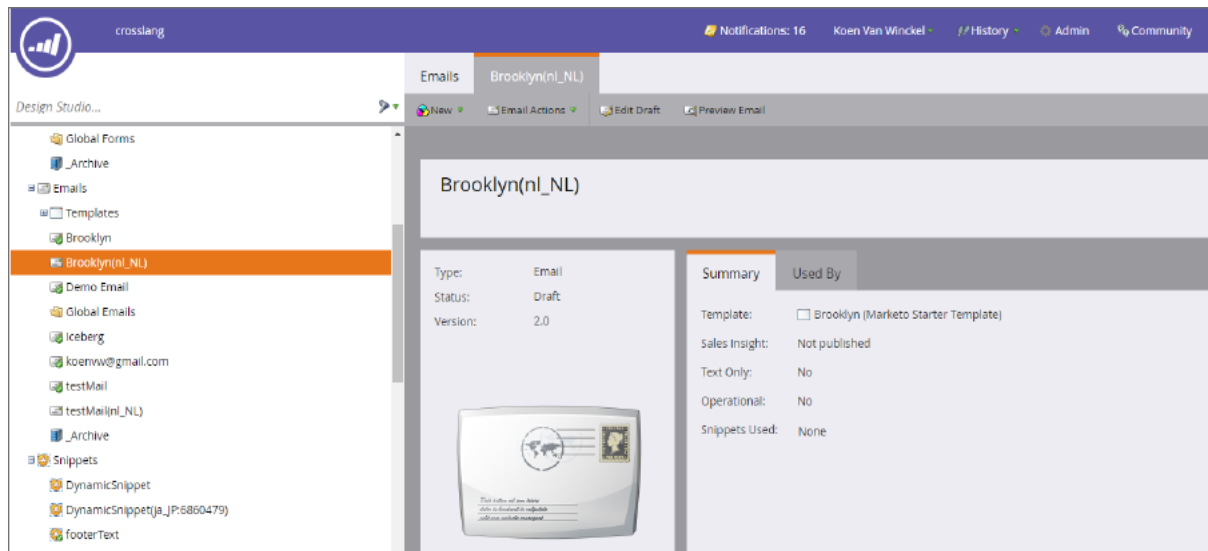 crosslang
Notifications: 16
Koen Van Winckel
History
Admin
Community
Design Studio...
Emails
Brooklyn(nl_NL)
New
Email Actions
Edit Draft
Preview Email
Global Forms
_Archive
Emails
Templates
Brooklyn
Brooklyn(nl_NL)
Demo Email
Global Emails
Iceberg
koenvw@gmail.com
testMail
testMail(nl_NL)
_Archive
Snippets
DynamicSnippet
DynamicSnippet(ja_JP:6860479)
footerText
Brooklyn(nl_NL)
Type: Email
Status: Draft
Version: 2.0
Summary
Used By
Template: Brooklyn (Marketo Starter Template)
Sales Insight: Not published
Text Only: No
Operational: No
Snippets Used: None